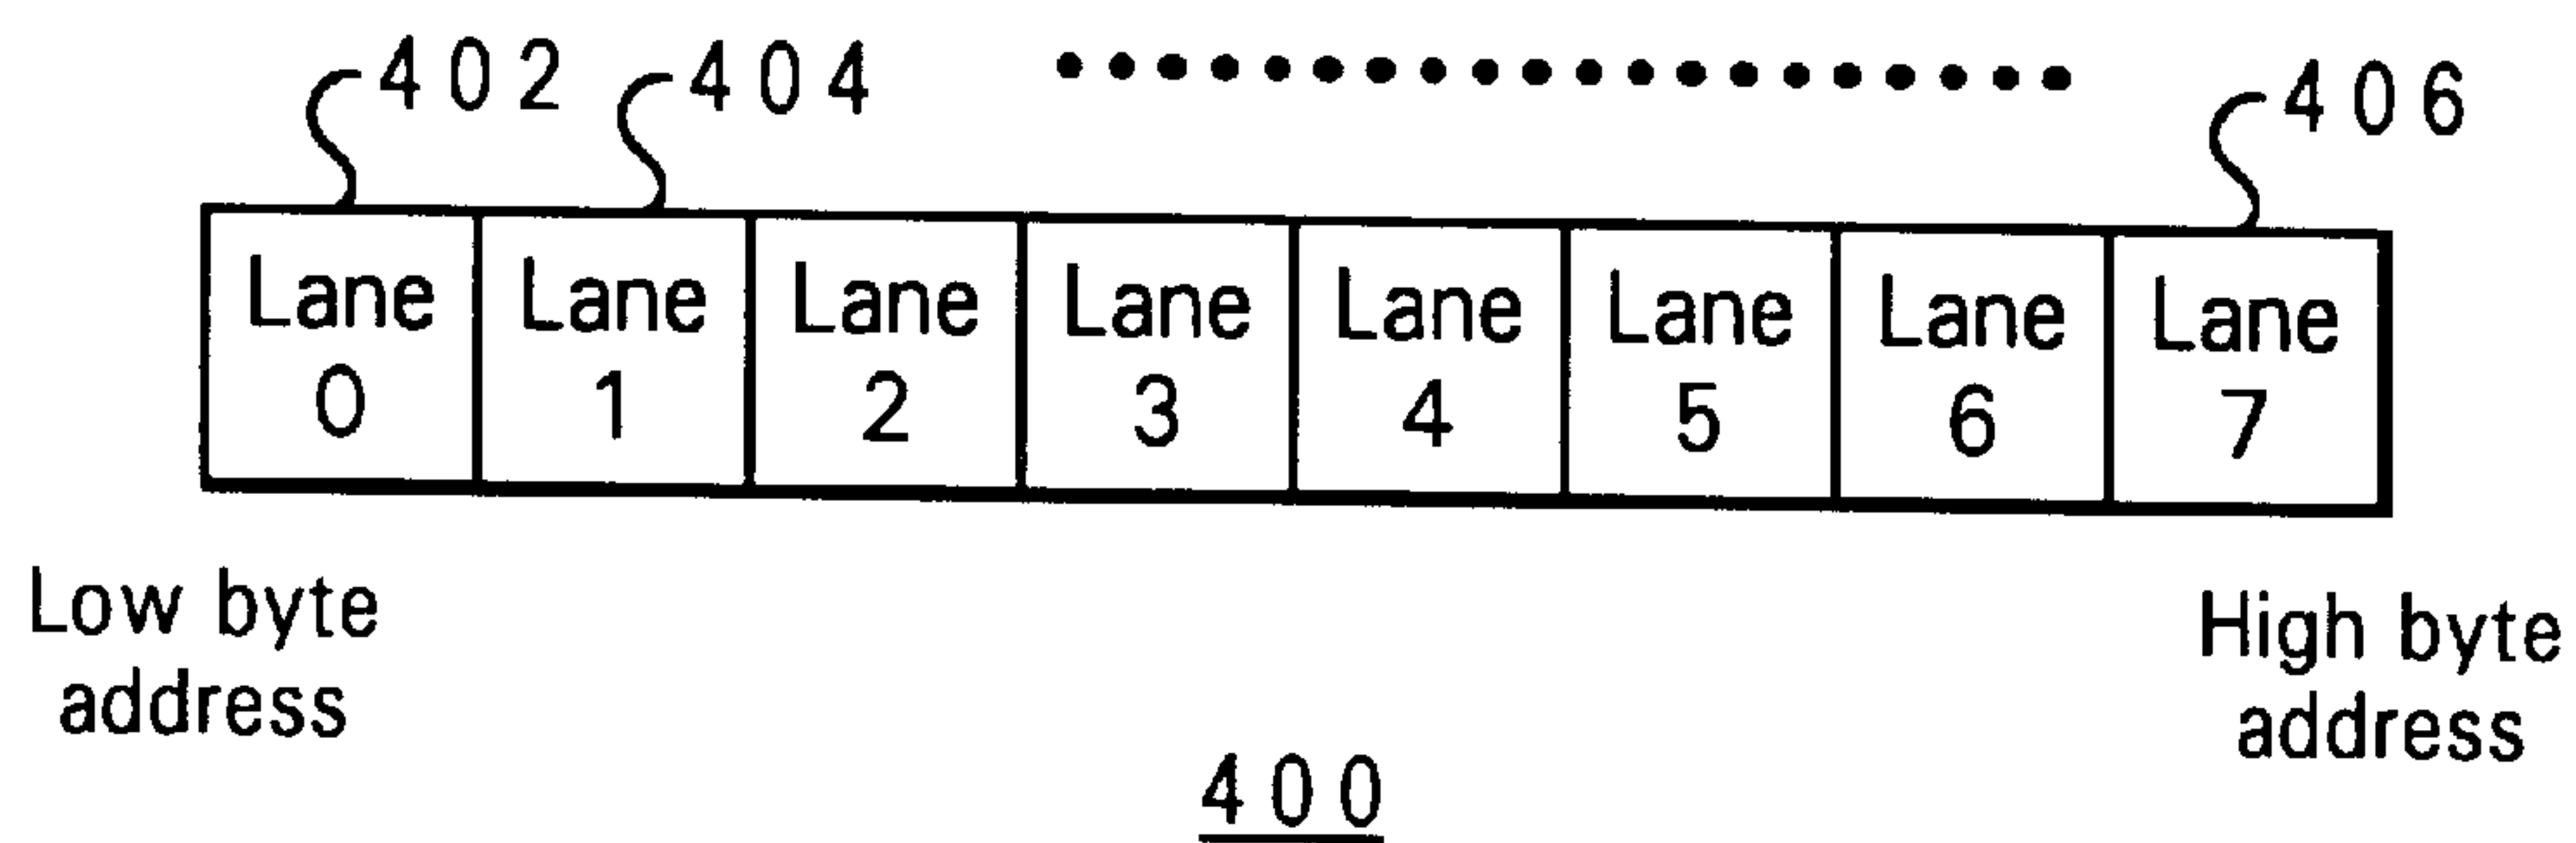 402 404 .................... 406
Lane Lane Lane Lane Lane Lane Lane Lane
0 1 2 3 4 5 6 7
Low byte High byte
address address
400